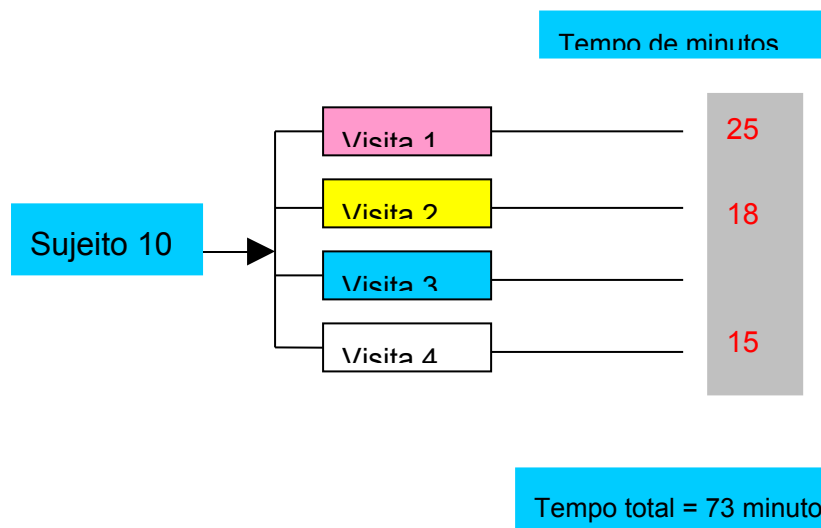 Tempo de minutos
Visita 1
25
Visita 2
18
Sujeito 10
Visita 3
Visita 4
15
Tempo total = 73 minuto